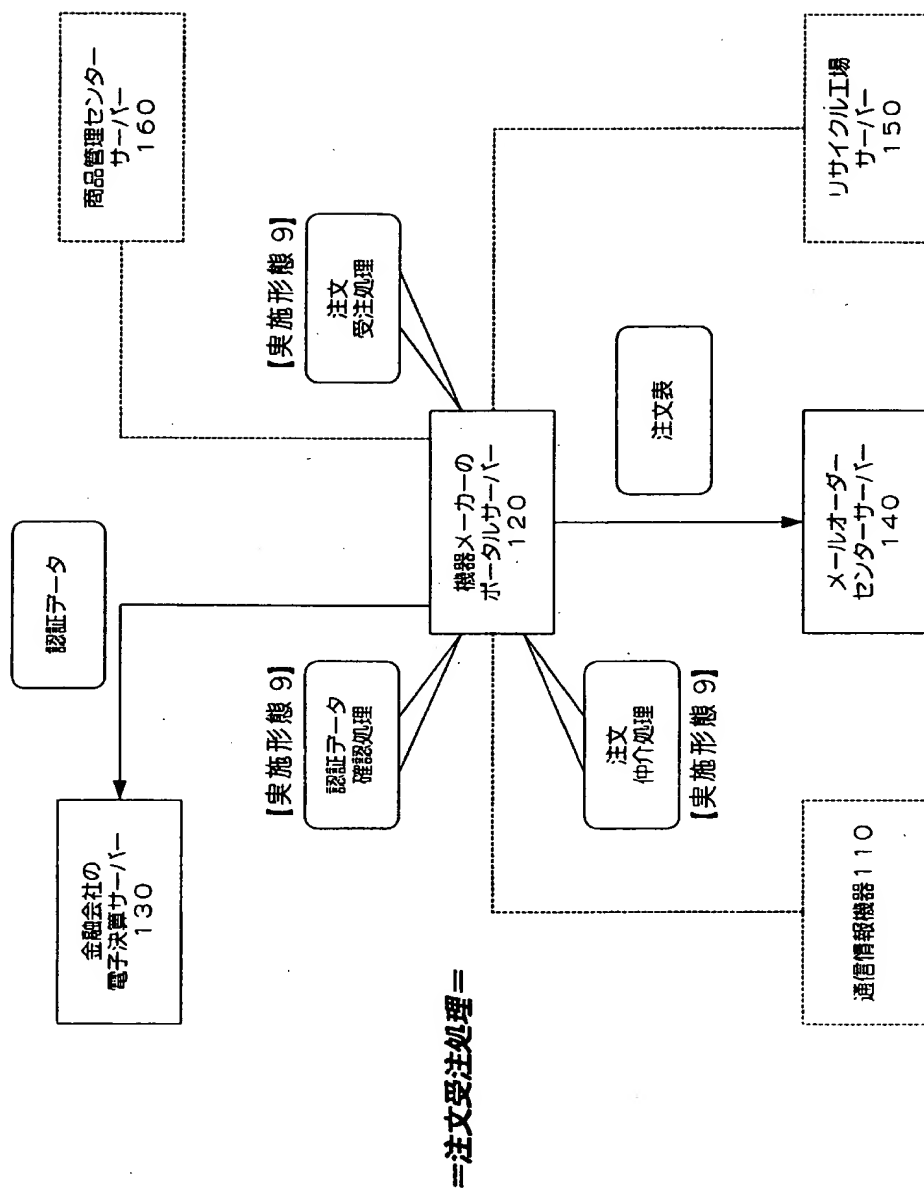 =注文受注処理=
金融会社の
電子決算サーバー
130
認証データ
商品管理センター
サーバー
160
【実施形態 9】
認証データ
確認処理
【実施形態 9】
注文
受注処理
機器メーカーの
ポータルサーバー
120
注文
仲介処理
【実施形態 9】
注文表
通信情報機器110
メールオーダー
センターサーバー
140
リサイクル工場
サーバー
150